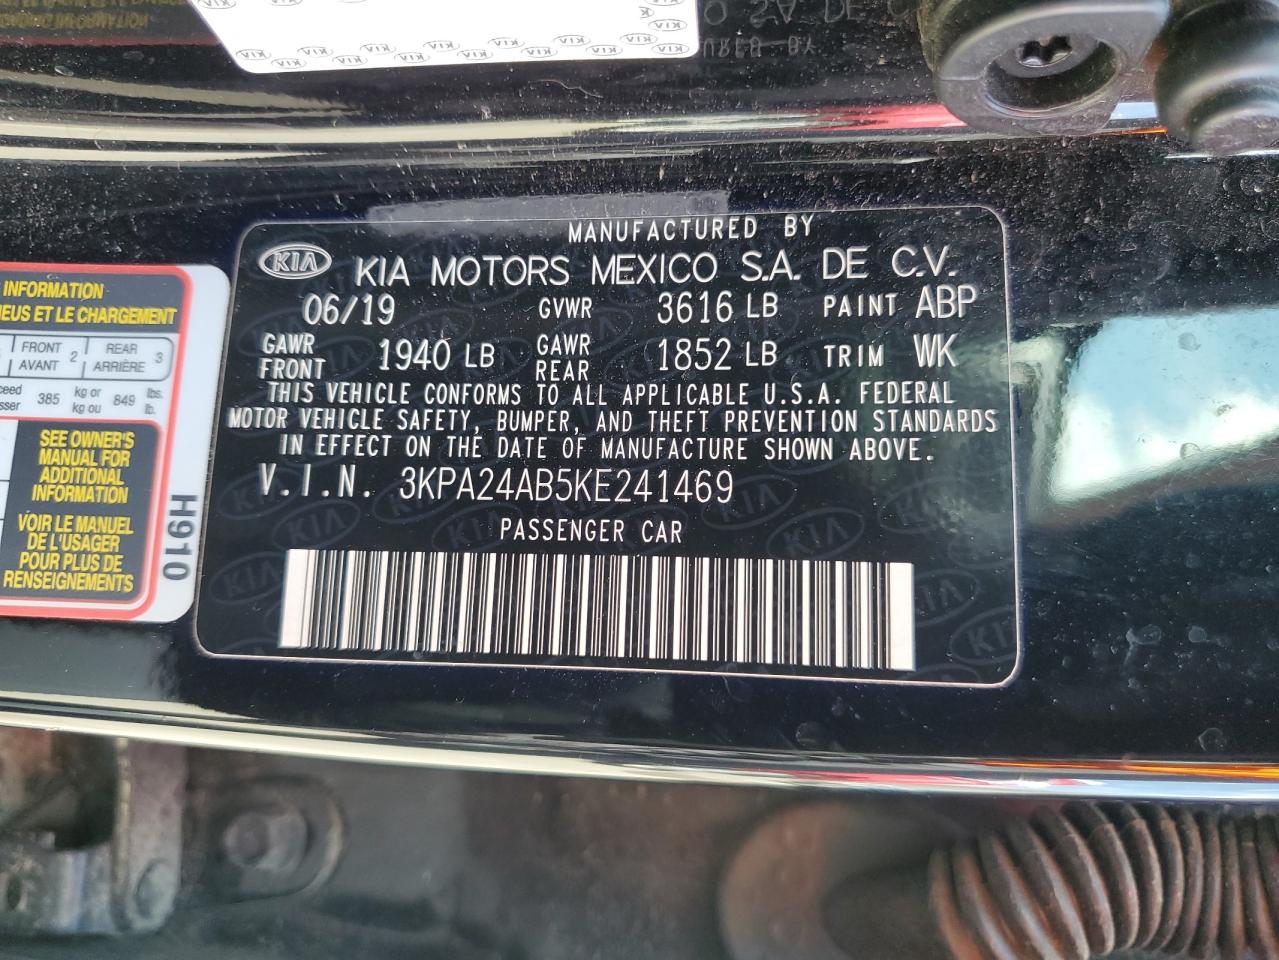 MANUFACTURED BY
KIA KIA MOTORS MEXICO S.A. DE C.V.
06/19 GVWR 3616 LB PAINT ABP
GAWR FRONT 1940 LB GAWR REAR 1852 LB TRIM WK
THIS VEHICLE CONFORMS TO ALL APPLICABLE U.S.A. FEDERAL
MOTOR VEHICLE SAFETY, BUMPER, AND THEFT PREVENTION STANDARDS
IN EFFECT ON THE DATE OF MANUFACTURE SHOWN ABOVE.
V.I.N. 3KPA24AB5KE241469
PASSENGER CAR
INFORMATION
ET LE CHARGEMENT
FRONT AVANT 2 REAR ARRIÈRE 3
385 kg or kg ou 849 lbs. lb.
SEE OWNER'S
MANUAL FOR
ADDITIONAL
INFORMATION
VOIR LE MANUEL
DE L'USAGER
POUR PLUS DE
RENSEIGNEMENTS
H910